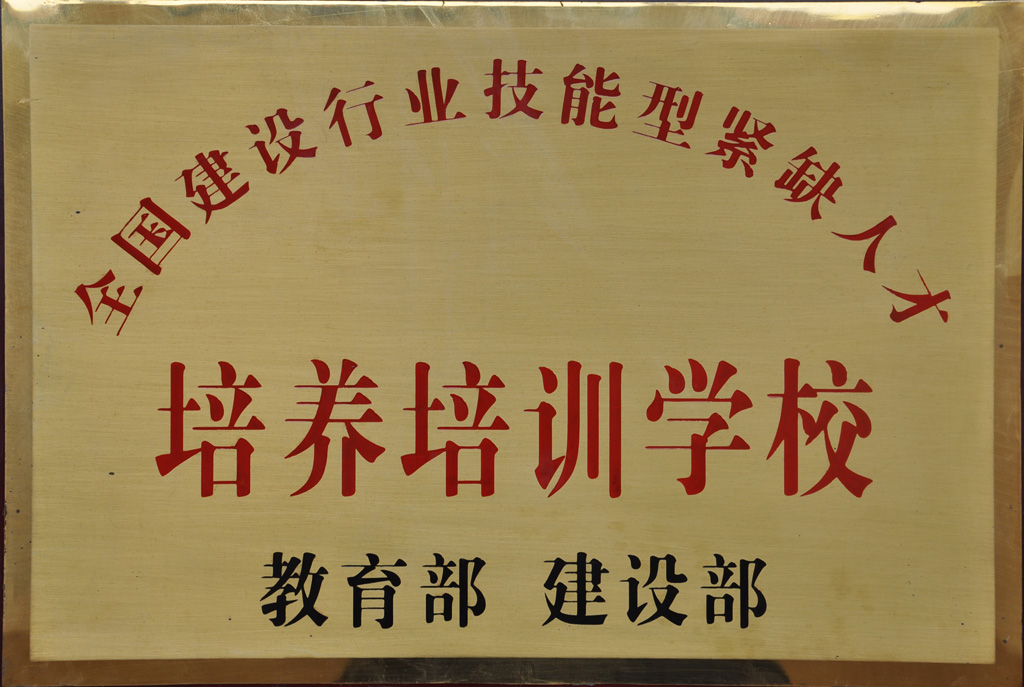 全国建设行业技能型紧缺人才
培养培训学校
教育部 建设部